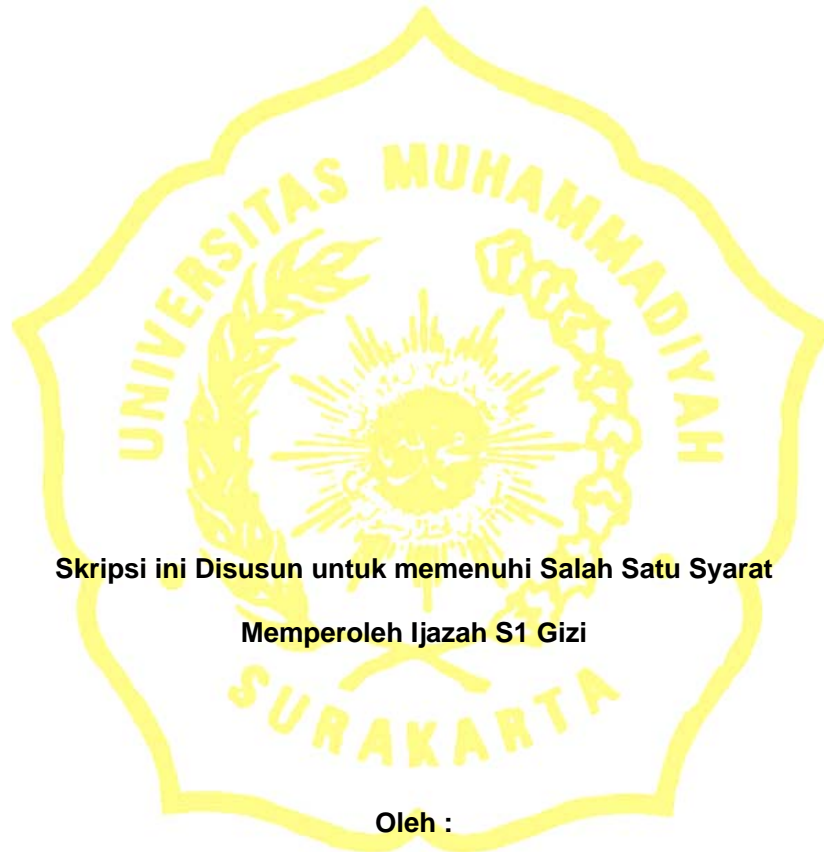 UNIVERSITAS MUHAMMADIYAH
Skripsi ini Disusun untuk memenuhi Salah Satu Syarat
Memperoleh Ijazah S1 Gizi
SURAKARTA
Oleh :